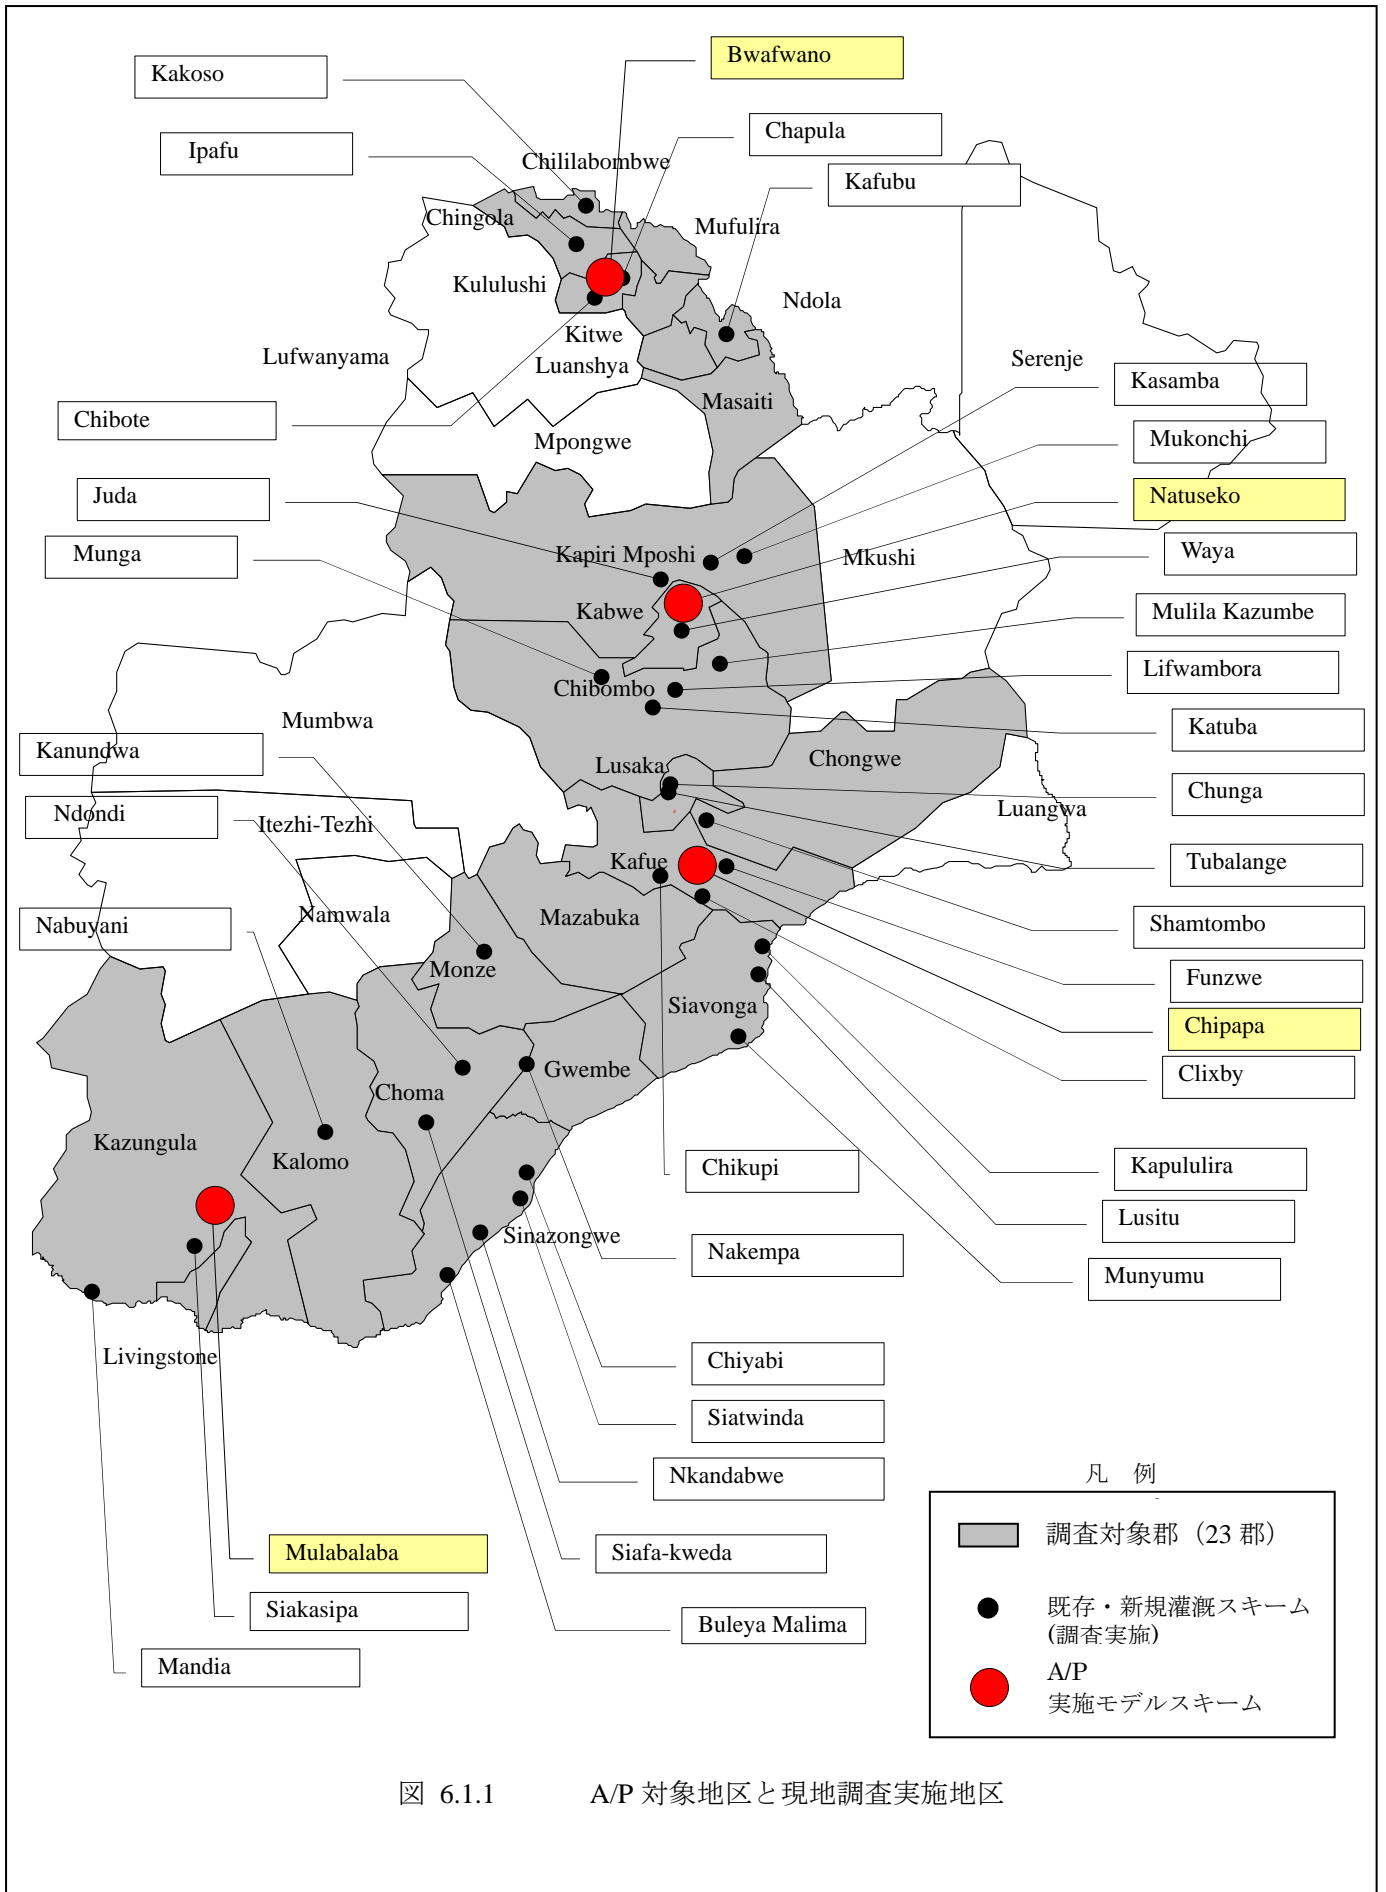 Bwafwano
Kakoso
Chapula
Ipafu
Chililabombwe
Kafubu
Chingola
Mufulira
Kululushi
Ndola
Kitwe
Lufwanyama
Luanshya
Serenje
Kasamba
Masaiti
Chibote
Mpongwe
Mukonchi
Juda
Natuseko
Munga
Kapiri Mposhi
Mkushi
Waya
Kabwe
Mulila Kazumbe
Lifwambora
Chibombo
Mumbwa
Kanundwa
Katuba
Lusaka
Chongwe
Chunga
Ndondi
Itezhi-Tezhi
Luangwa
Kafue
Tubalange
Nabuyani
Namwala
Mazabuka
Shamtombo
Monze
Funzwe
Siavonga
Chipapa
Gwembe
Clixby
Choma
Kazungula
Kalomo
Chikupi
Kapululira
Lusitu
Sinazongwe
Nakempa
Munyumu
Livingstone
Chiyabi
Siatwinda
Nkandabwe
Mulabalaba
Siafa-kweda
Siakasipa
Buleya Malima
Mandia
凡 例
調査対象郡（23 郡）
既存・新規灌漑スキーム
(調査実施)
A/P
実施モデルスキーム
図 6.1.1 A/P 対象地区と現地調査実施地区